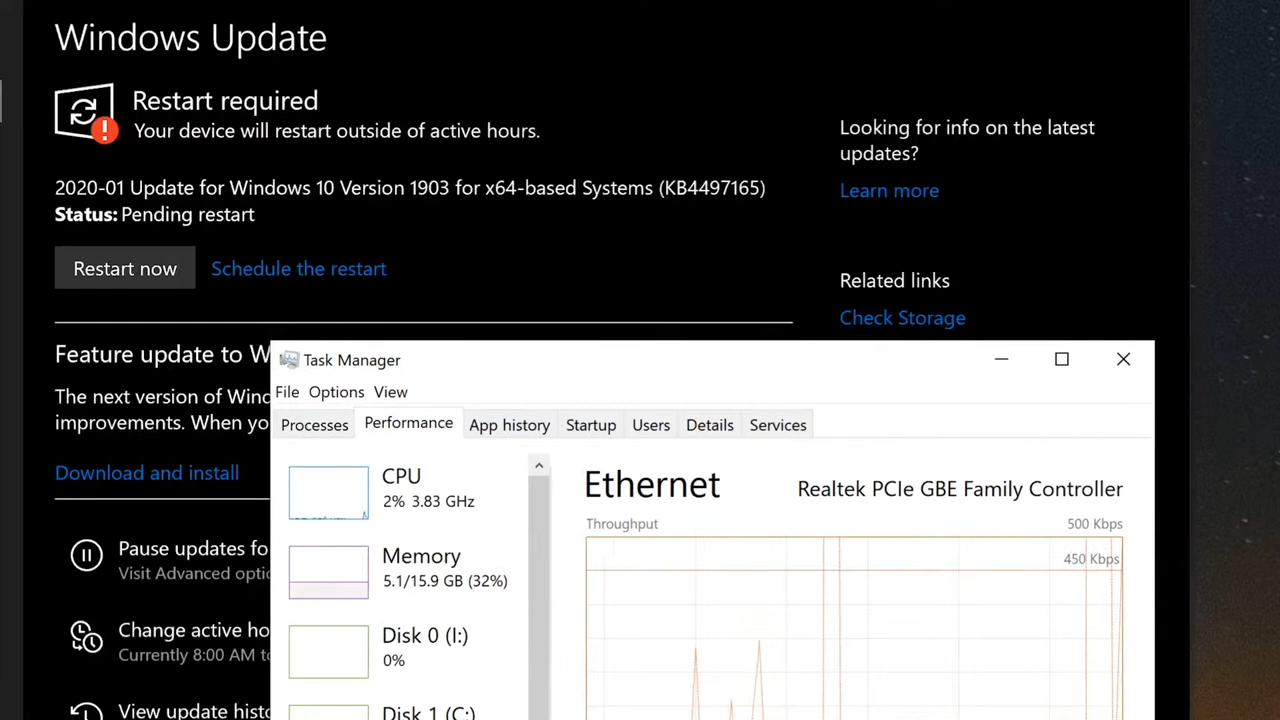 Windows Update
Restart required
Your device will restart outside of active hours.
2020-01 Update for Windows 10 Version 1903 for x64-based Systems (KB4497165)
Status: Pending restart
Restart now
Schedule the restart
Looking for info on the latest
updates?
Learn more
Related links
Check Storage
Feature update to W
The next version of Wind
improvements. When yo
Download and install
Pause updates fo
Visit Advanced optio
Change active ho
Currently 8:00 AM to
View update histo
Task Manager
File Options View
Processes Performance App history Startup Users Details Services
CPU
2% 3.83 GHz
Memory
5.1/15.9 GB (32%)
Disk 0 (I:)
0%
Disk 1 (C:)
Ethernet
Realtek PCIe GBE Family Controller
Throughput
500 Kbps
450 Kbps